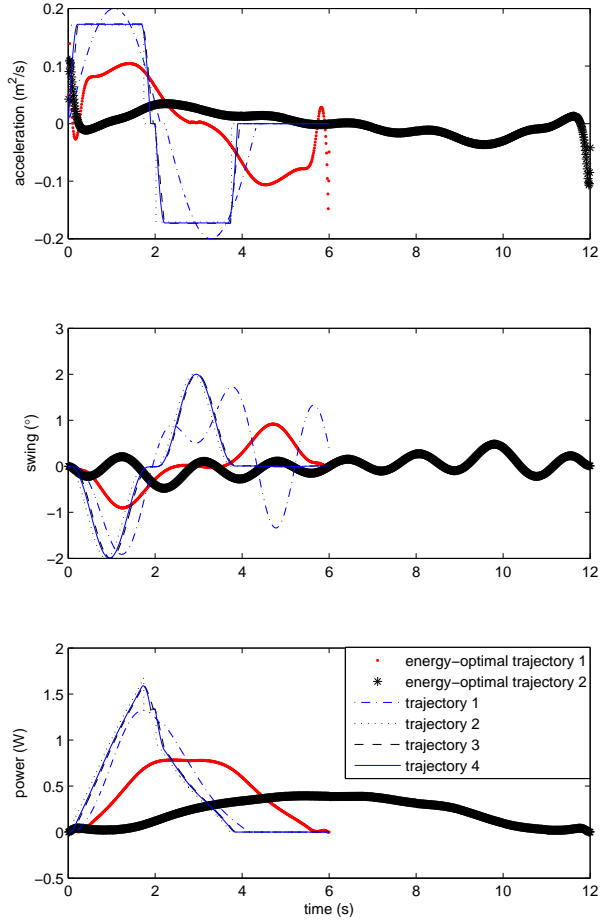 0.2
0.1
0
−0.1
−0.2
acceleration (m²/s)
0 2 4 6 8 10 12
3
2
1
0
−1
−2
swing (°)
0 2 4 6 8 10 12
2
1.5
1
0.5
0
−0.5
power (W)
energy−optimal trajectory 1
energy−optimal trajectory 2
trajectory 1
trajectory 2
trajectory 3
trajectory 4
0 2 4 6 8 10 12
time (s)